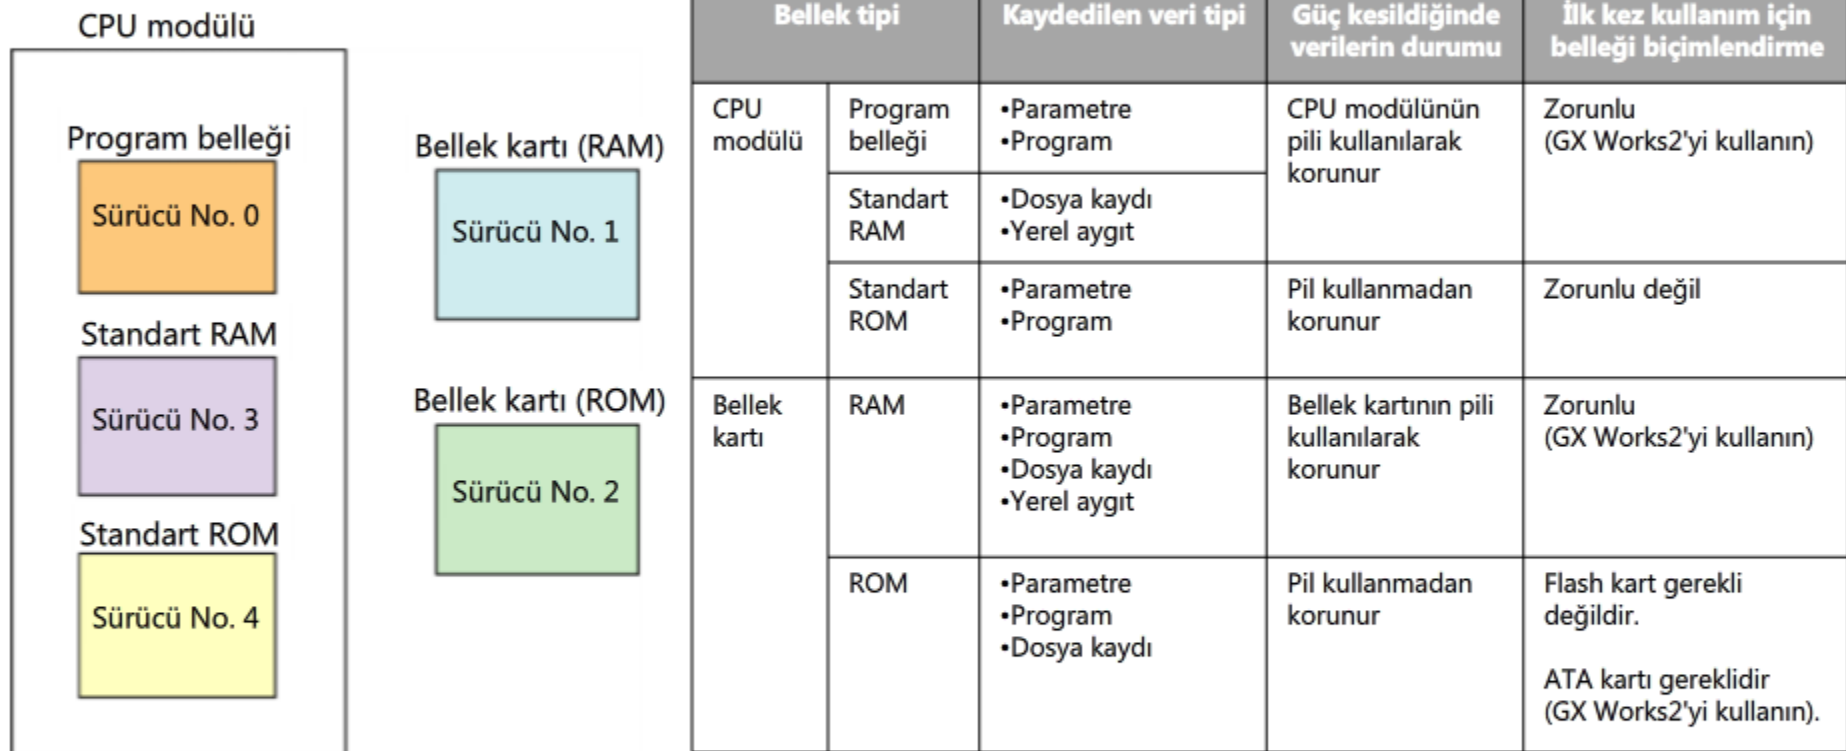 CPU modülü
Program belleği
Sürücü No. 0
Standart RAM
Sürücü No. 3
Standart ROM
Sürücü No. 4
Bellek kartı (RAM)
Sürücü No. 1
Bellek kartı (ROM)
Sürücü No. 2
Bellek tipi
Kaydedilen veri tipi
Güç kesildiğinde
verilerin durumu
İlk kez kullanım için
belleği biçimlendirme
CPU
modülü
Program
belleği
•Parametre
•Program
CPU modülünün
pili kullanılarak
korunur
Zorunlu
(GX Works2'yi kullanın)
Standart
RAM
•Dosya kaydı
•Yerel aygıt
Standart
ROM
•Parametre
•Program
Pil kullanmadan
korunur
Zorunlu değil
Bellek
kartı
RAM
•Parametre
•Program
•Dosya kaydı
•Yerel aygıt
Bellek kartının pili
kullanılarak
korunur
Zorunlu
(GX Works2'yi kullanın)
ROM
•Parametre
•Program
•Dosya kaydı
Pil kullanmadan
korunur
Flash kart gerekli
değildir.
ATA kartı gereklidir
(GX Works2'yi kullanın).